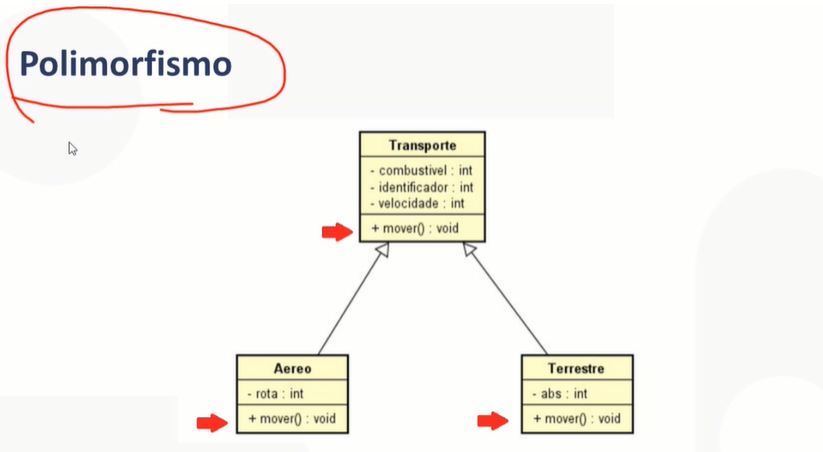 Polimorfismo
Transporte
- combustivel : int
- identificador : int
- velocidade : int
+ mover() : void
Aereo
- rota : int
+ mover() : void
Terrestre
- abs : int
+ mover() : void